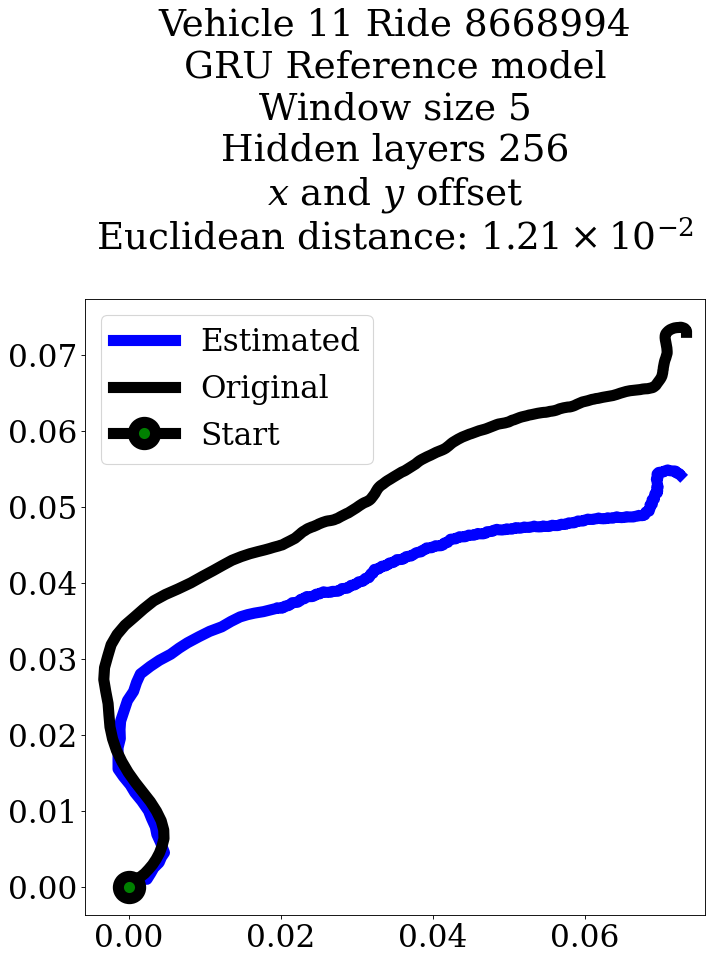 Vehicle 11 Ride 8668994
GRU Reference model
Window size 5
Hidden layers 256
x and y offset
Euclidean distance: 1.21 × 10⁻²
Estimated
Original
Start
0.07
0.06
0.05
0.04
0.03
0.02
0.01
0.00
0.00 0.02 0.04 0.06